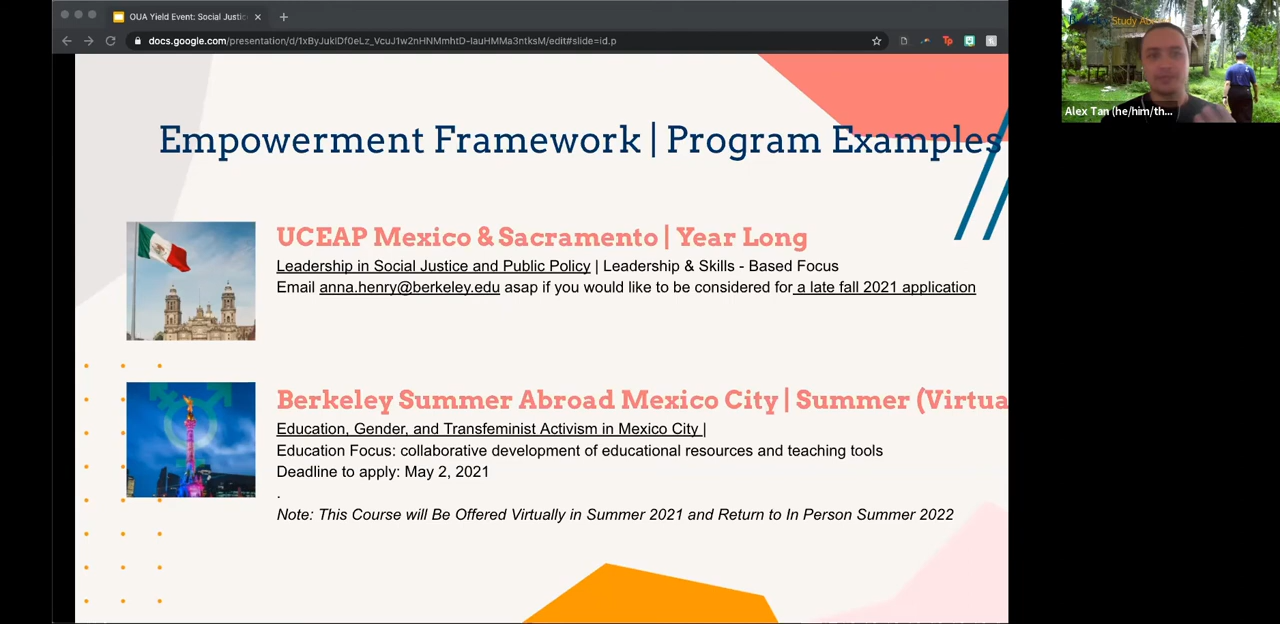 OUA Yield Event: Social Justic
docs.google.com/presentation/d/1xByJuklDf0eLz_VcuJ1w2nHNMmhtD-IauHMMa3ntksM/edit#slide=id.p
Study Abroad
Alex Tan (he/him/th...
Empowerment Framework | Program Examples
UCEAP Mexico & Sacramento | Year Long
Leadership in Social Justice and Public Policy | Leadership & Skills - Based Focus
Email anna.henry@berkeley.edu asap if you would like to be considered for a late fall 2021 application
Berkeley Summer Abroad Mexico City | Summer (Virtua
Education, Gender, and Transfeminist Activism in Mexico City |
Education Focus: collaborative development of educational resources and teaching tools
Deadline to apply: May 2, 2021
.
Note: This Course will Be Offered Virtually in Summer 2021 and Return to In Person Summer 2022